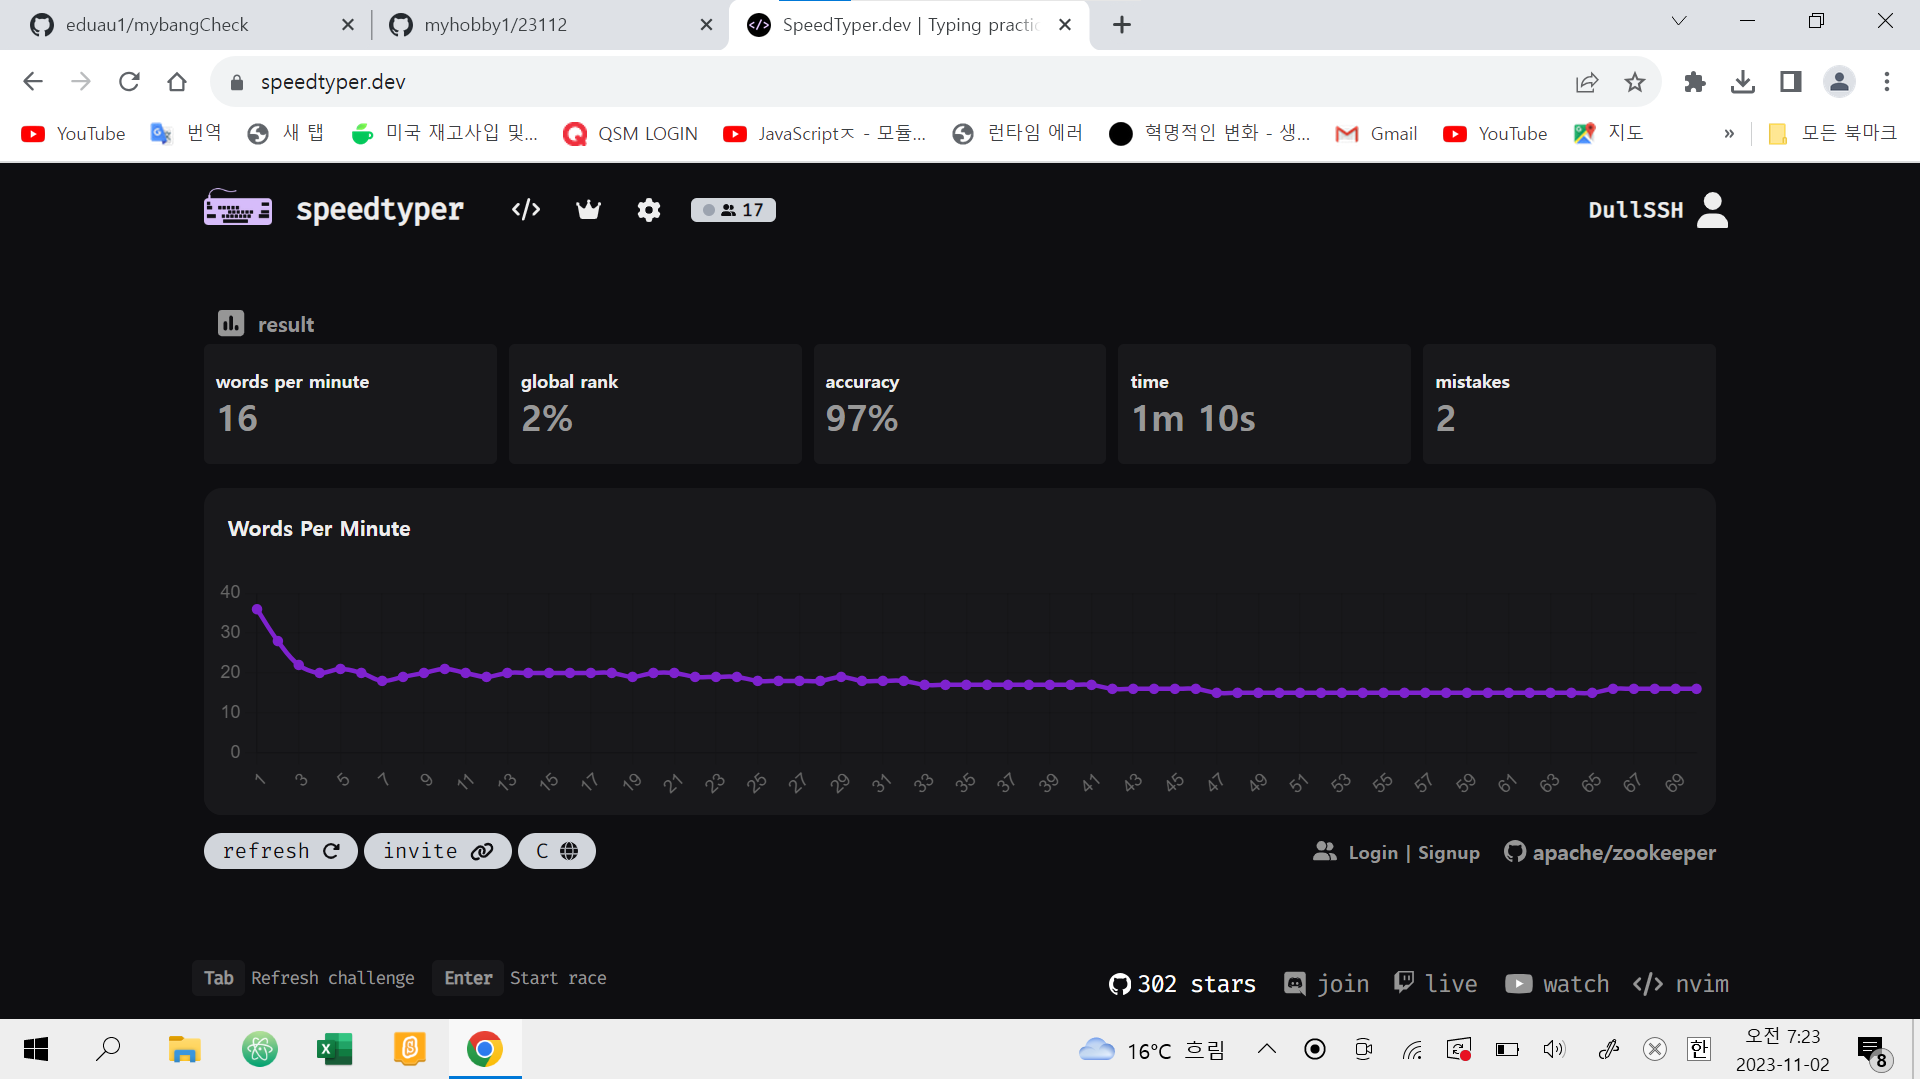 eduau1/mybangCheck
myhobby1/23112
SpeedTyper.dev | Typing practic
speedtyper.dev
YouTube
번역
새 탭
미국 재고사입 및...
QSM LOGIN
JavaScriptㅈ - 모듈...
런타임 에러
혁명적인 변화 - 생...
Gmail
YouTube
지도
»
모든 북마크
speedtyper
</>
17
DullSSH
result
words per minute
16
global rank
2%
accuracy
97%
time
1m 10s
mistakes
2
Words Per Minute
40
30
20
10
0
1 3 5 7 9 11 13 15 17 19 21 23 25 27 29 31 33 35 37 39 41 43 45 47 49 51 53 55 57 59 61 63 65 67 69
refresh
invite
C
Login | Signup
apache/zookeeper
Tab Refresh challenge
Enter Start race
302 stars
join
live
watch
</> nvim
16°C 흐림
한
오전 7:23
2023-11-02
8